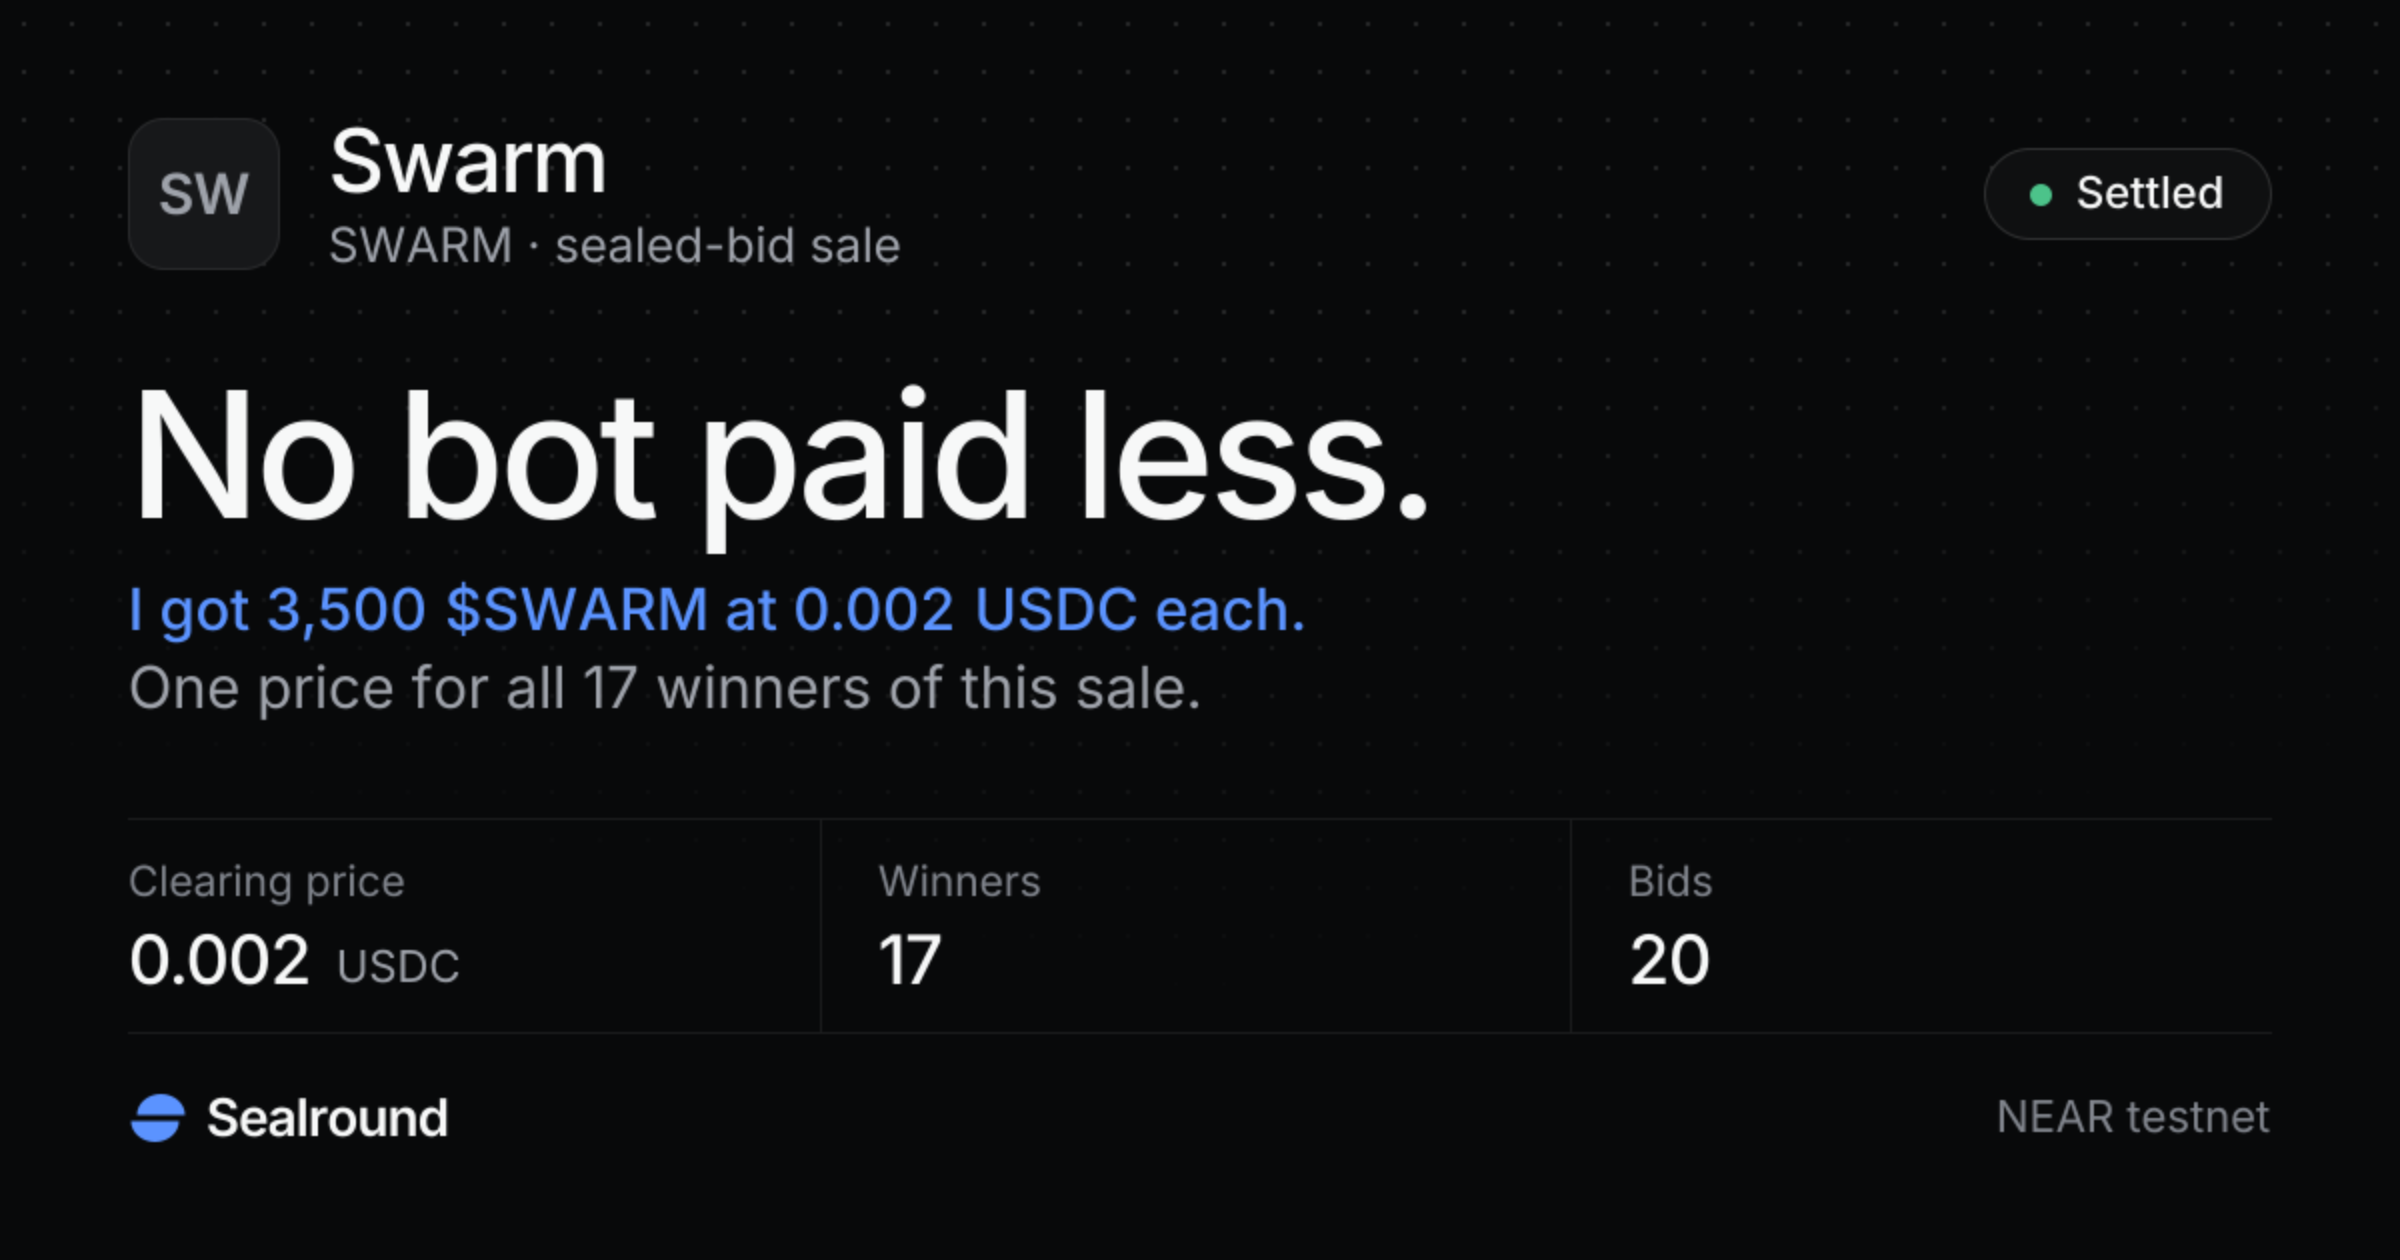 SW
Swarm
SWARM · sealed-bid sale
Settled
No bot paid less.
I got 3,500 $SWARM at 0.002 USDC each.
One price for all 17 winners of this sale.
Clearing price
0.002 USDC
Winners
17
Bids
20
Sealround
NEAR testnet